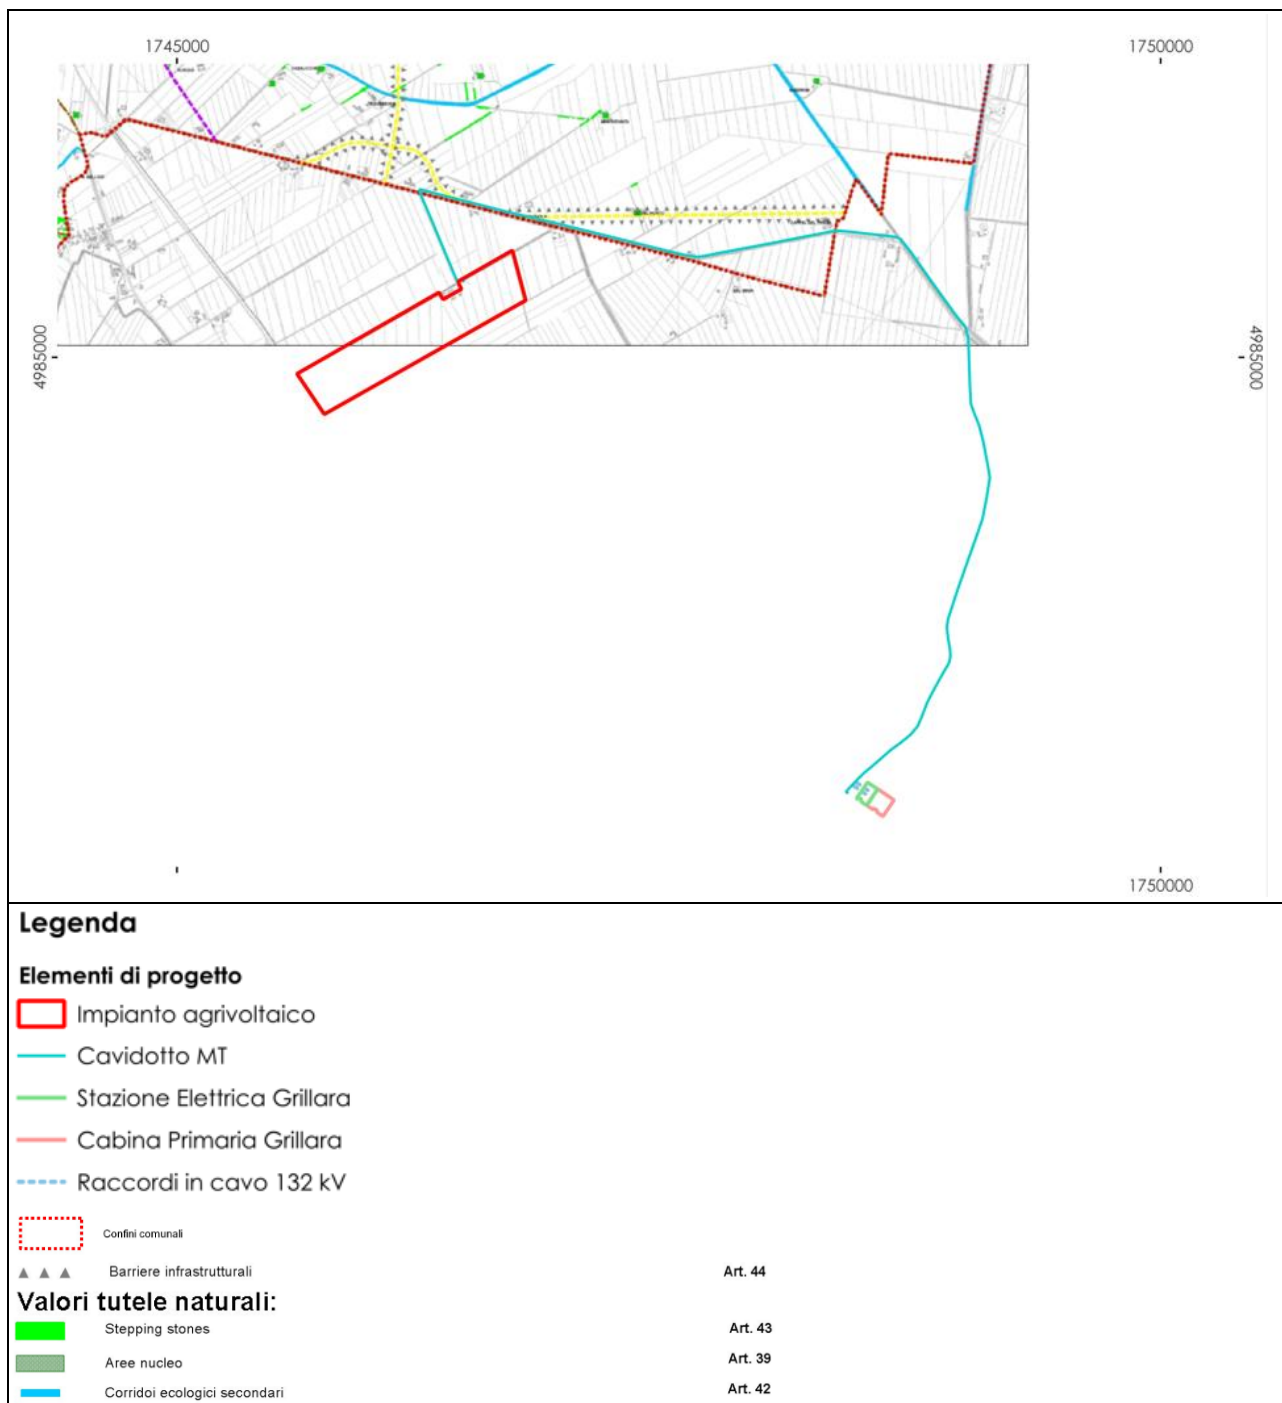 1745000
1750000
4985000
4985000
1750000
Legenda
Elementi di progetto
Impianto agrivoltaico
Cavidotto MT
Stazione Elettrica Grillara
Cabina Primaria Grillara
Raccordi in cavo 132 kV
Confini comunali
Barriere infrastrutturali Art. 44
Valori tutele naturali:
Stepping stones Art. 43
Aree nucleo Art. 39
Corridoi ecologici secondari Art. 42